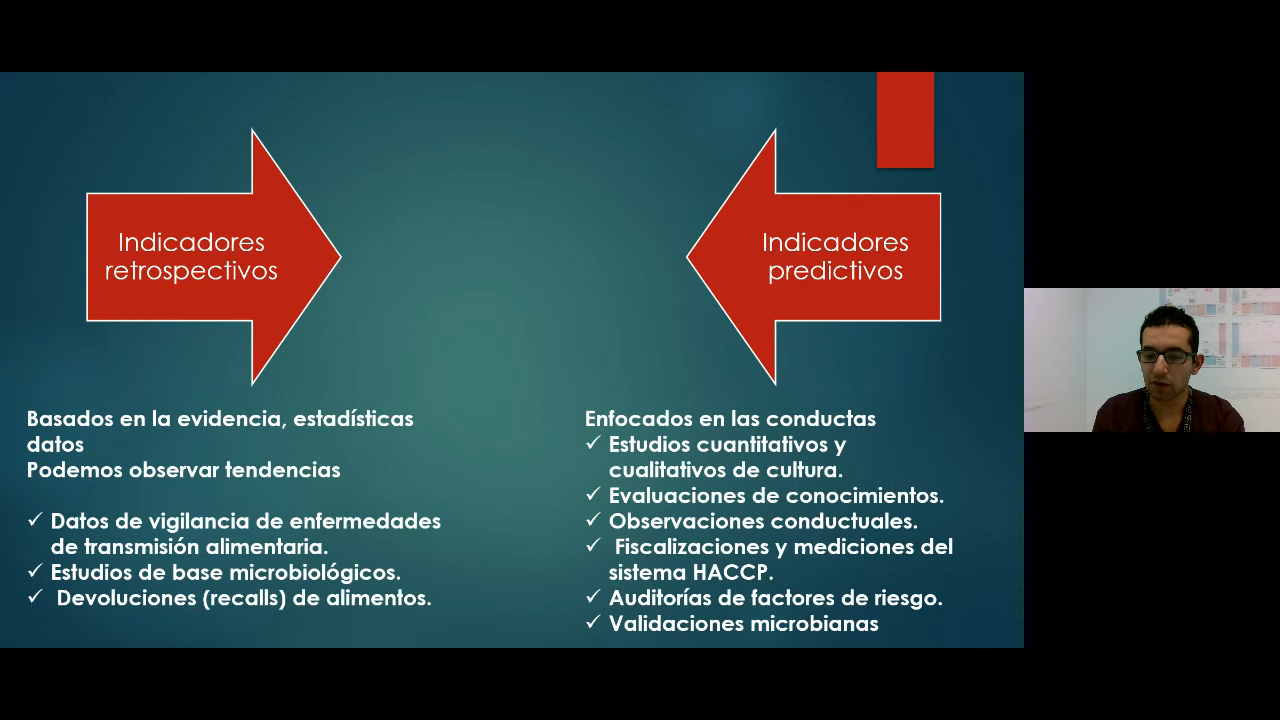 Indicadores
retrospectivos
Basados en la evidencia, estadísticas
datos
Podemos observar tendencias
✓ Datos de vigilancia de enfermedades
de transmisión alimentaria.
✓ Estudios de base microbiológicos.
✓ Devoluciones (recalls) de alimentos.
Indicadores
predictivos
Enfocados en las conductas
✓ Estudios cuantitativos y
cualitativos de cultura.
✓ Evaluaciones de conocimientos.
✓ Observaciones conductuales.
✓ Fiscalizaciones y mediciones del
sistema HACCP.
✓ Auditorías de factores de riesgo.
✓ Validaciones microbianas